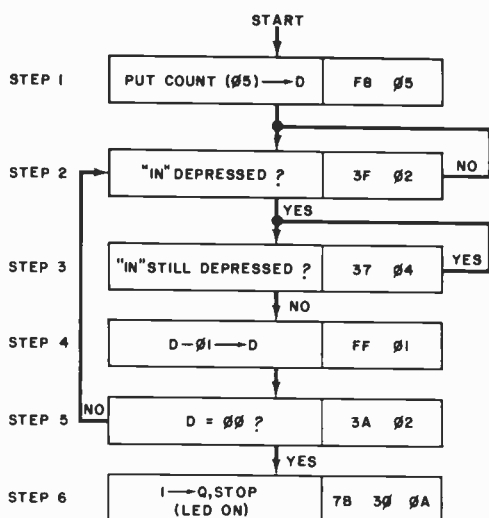 START
STEP 1
PUT COUNT (Ø5) → D
F8 Ø5
STEP 2
"IN" DEPRESSED ?
3F Ø2
NO
YES
STEP 3
"IN" STILL DEPRESSED ?
37 Ø4
YES
NO
STEP 4
D-Ø1 → D
FF Ø1
STEP 5
D = ØØ ?
3A Ø2
NO
YES
STEP 6
1 → Q, STOP
(LED ON)
7B 3Ø ØA